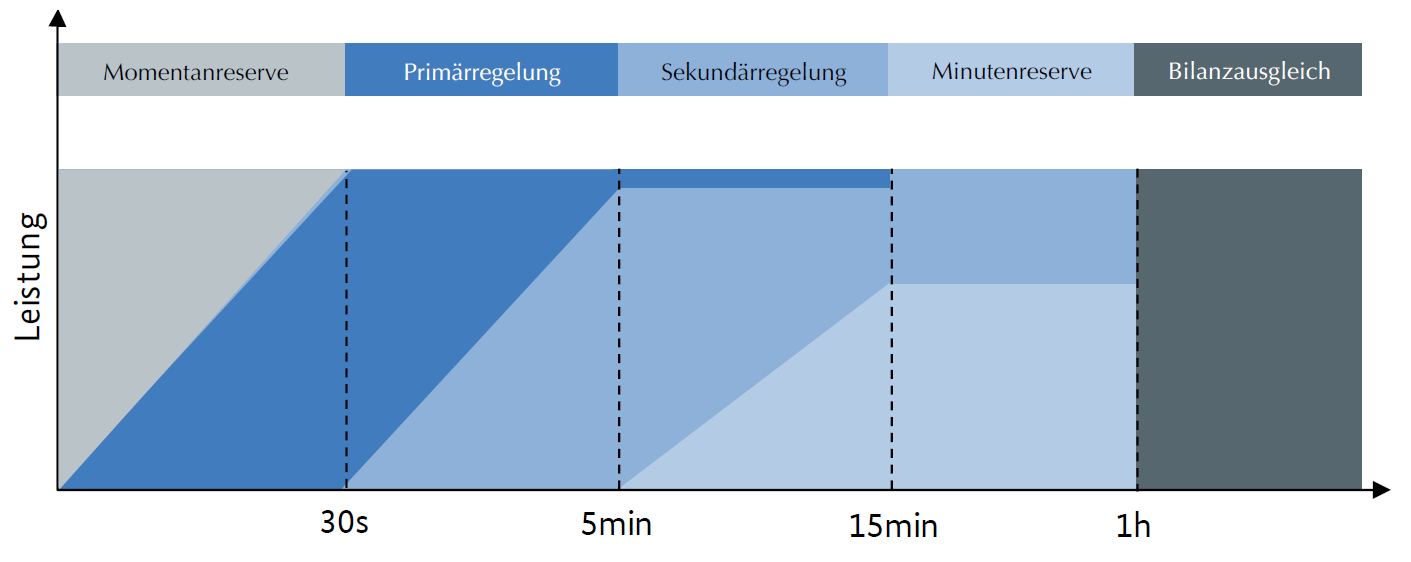 Momentanreserve
Primärregelung
Sekundärregelung
Minutenreserve
Bilanzausgleich
Leistung
30s
5min
15min
1h